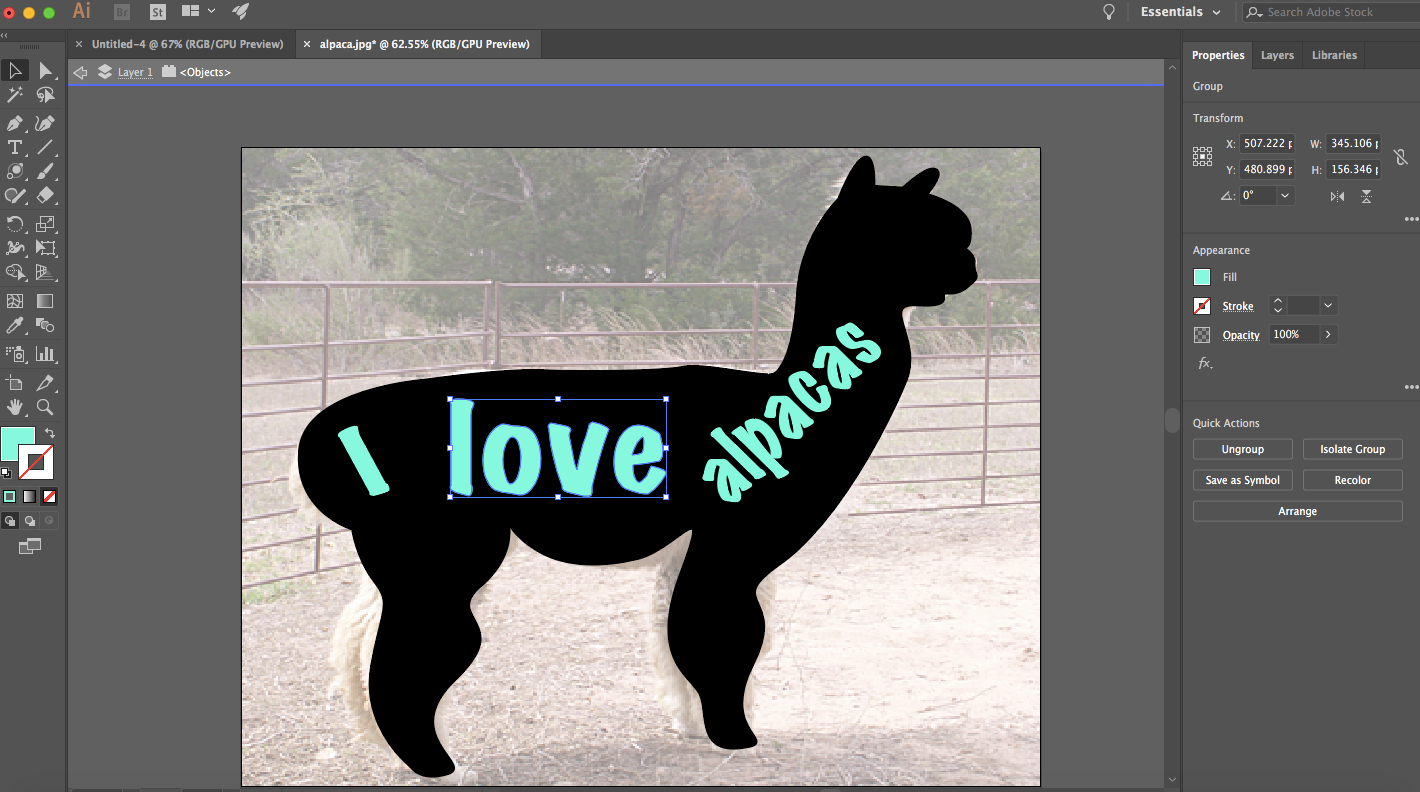 Ai Br St Essentials Search Adobe Stock
Untitled-4 @ 67% (RGB/GPU Preview) alpaca.jpg* @ 62.55% (RGB/GPU Preview)
Layer 1 <Objects>
I love alpacas
Properties Layers Libraries
Group
Transform
X: 507.222 p W: 345.106 p
Y: 480.899 p H: 156.346 p
0°
Appearance
Fill
Stroke
Opacity 100%
fx.
Quick Actions
Ungroup Isolate Group
Save as Symbol Recolor
Arrange